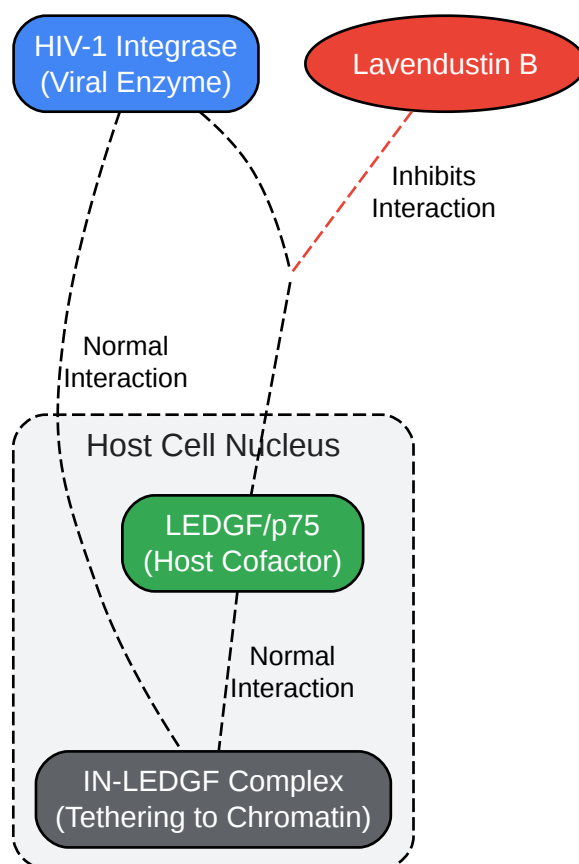 HIV-1 Integrase
(Viral Enzyme)
Lavendustin B
Inhibits
Interaction
Normal
Interaction
Host Cell Nucleus
LEDGF/p75
(Host Cofactor)
Normal
Interaction
IN-LEDGF Complex
(Tethering to Chromatin)